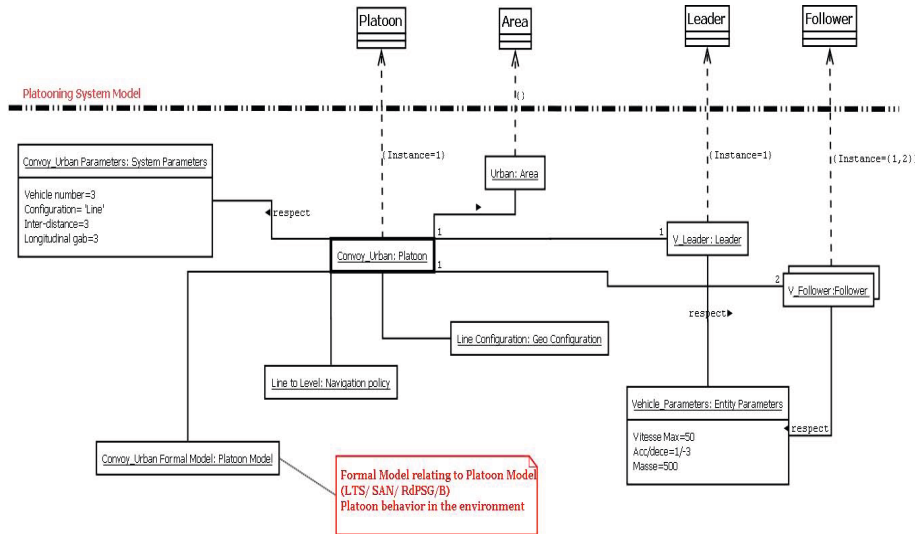 Platoon
Area
Leader
Follower
Platooning System Model
()
(Instance=1)
(Instance=1)
(Instance=(1,2))
Convoy_Urban Parameters: System Parameters
Vehicle number=3
Configuration= 'Line'
Inter-distance=3
Longitudinal gab=3
Urban: Area
respect
1
1
V_Leader: Leader
Convoy_Urban: Platoon
1
2
V_Follower:Follower
respect
Line Configuration: Geo Configuration
Line to Level: Navigation policy
Vehicle_Parameters: Entity Parameters
Vitesse Max=50
Acc/dece=1/-3
Masse=500
respect
Convoy_Urban Formal Model: Platoon Model
Formal Model relating to Platoon Model
(LTS/ SAN/ RdPSG/B)
Platoon behavior in the environment